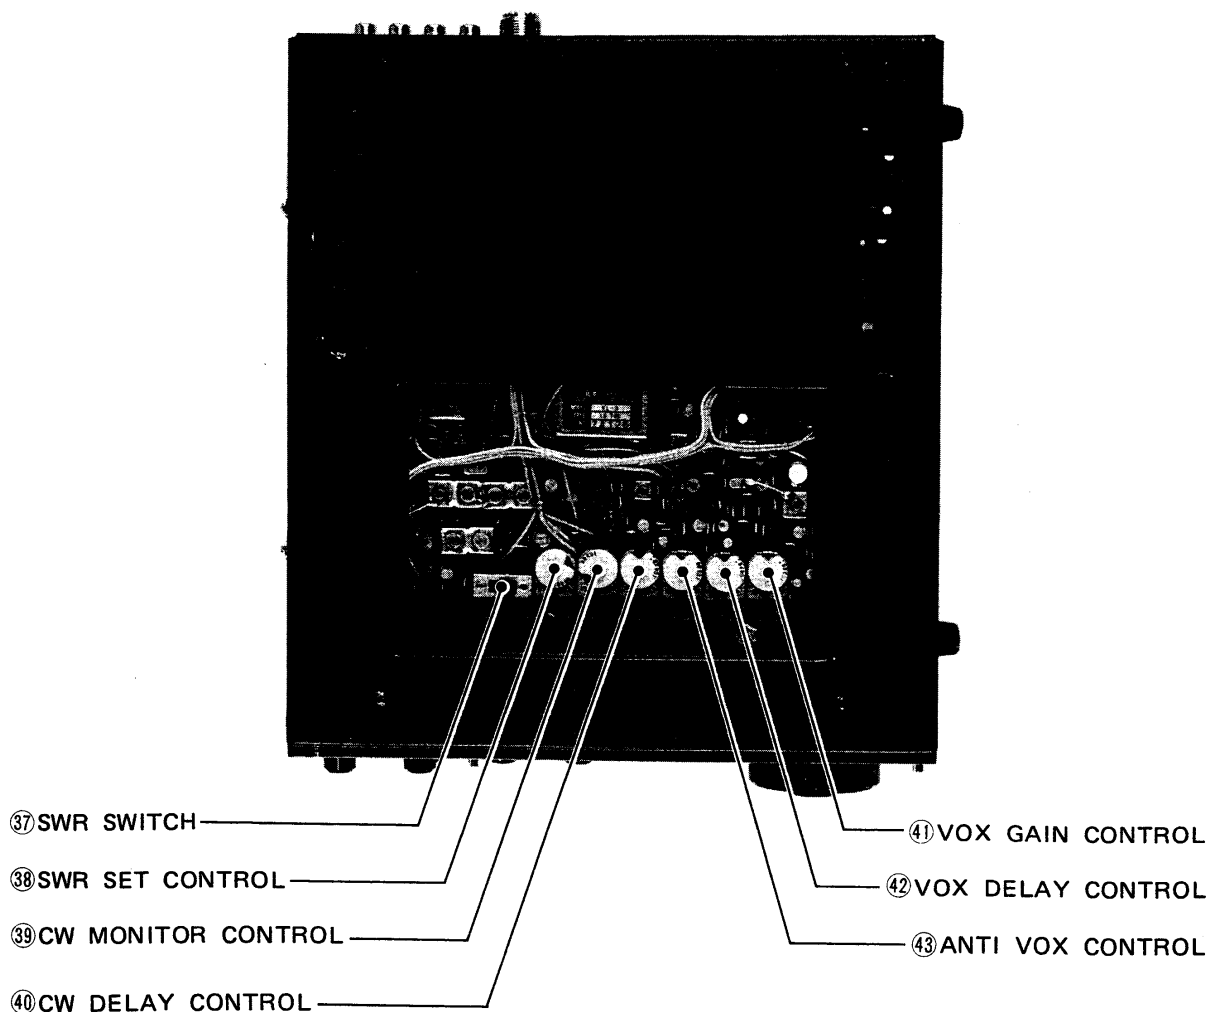 ㊲SWR SWITCH
㊳SWR SET CONTROL
㊴CW MONITOR CONTROL
㊵CW DELAY CONTROL
㊶VOX GAIN CONTROL
㊷VOX DELAY CONTROL
㊸ANTI VOX CONTROL